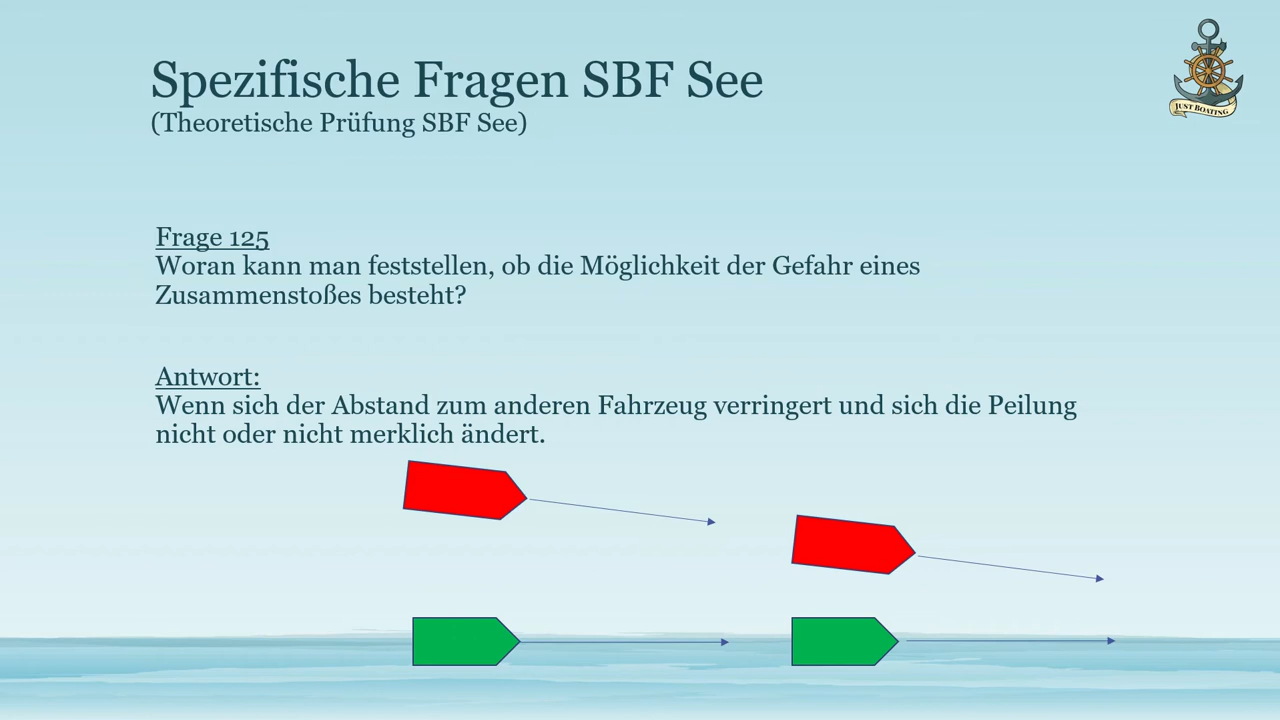 Spezifische Fragen SBF See
(Theoretische Prüfung SBF See)
JUST BOATING
Frage 125
Woran kann man feststellen, ob die Möglichkeit der Gefahr eines
Zusammenstoßes besteht?
Antwort:
Wenn sich der Abstand zum anderen Fahrzeug verringert und sich die Peilung
nicht oder nicht merklich ändert.